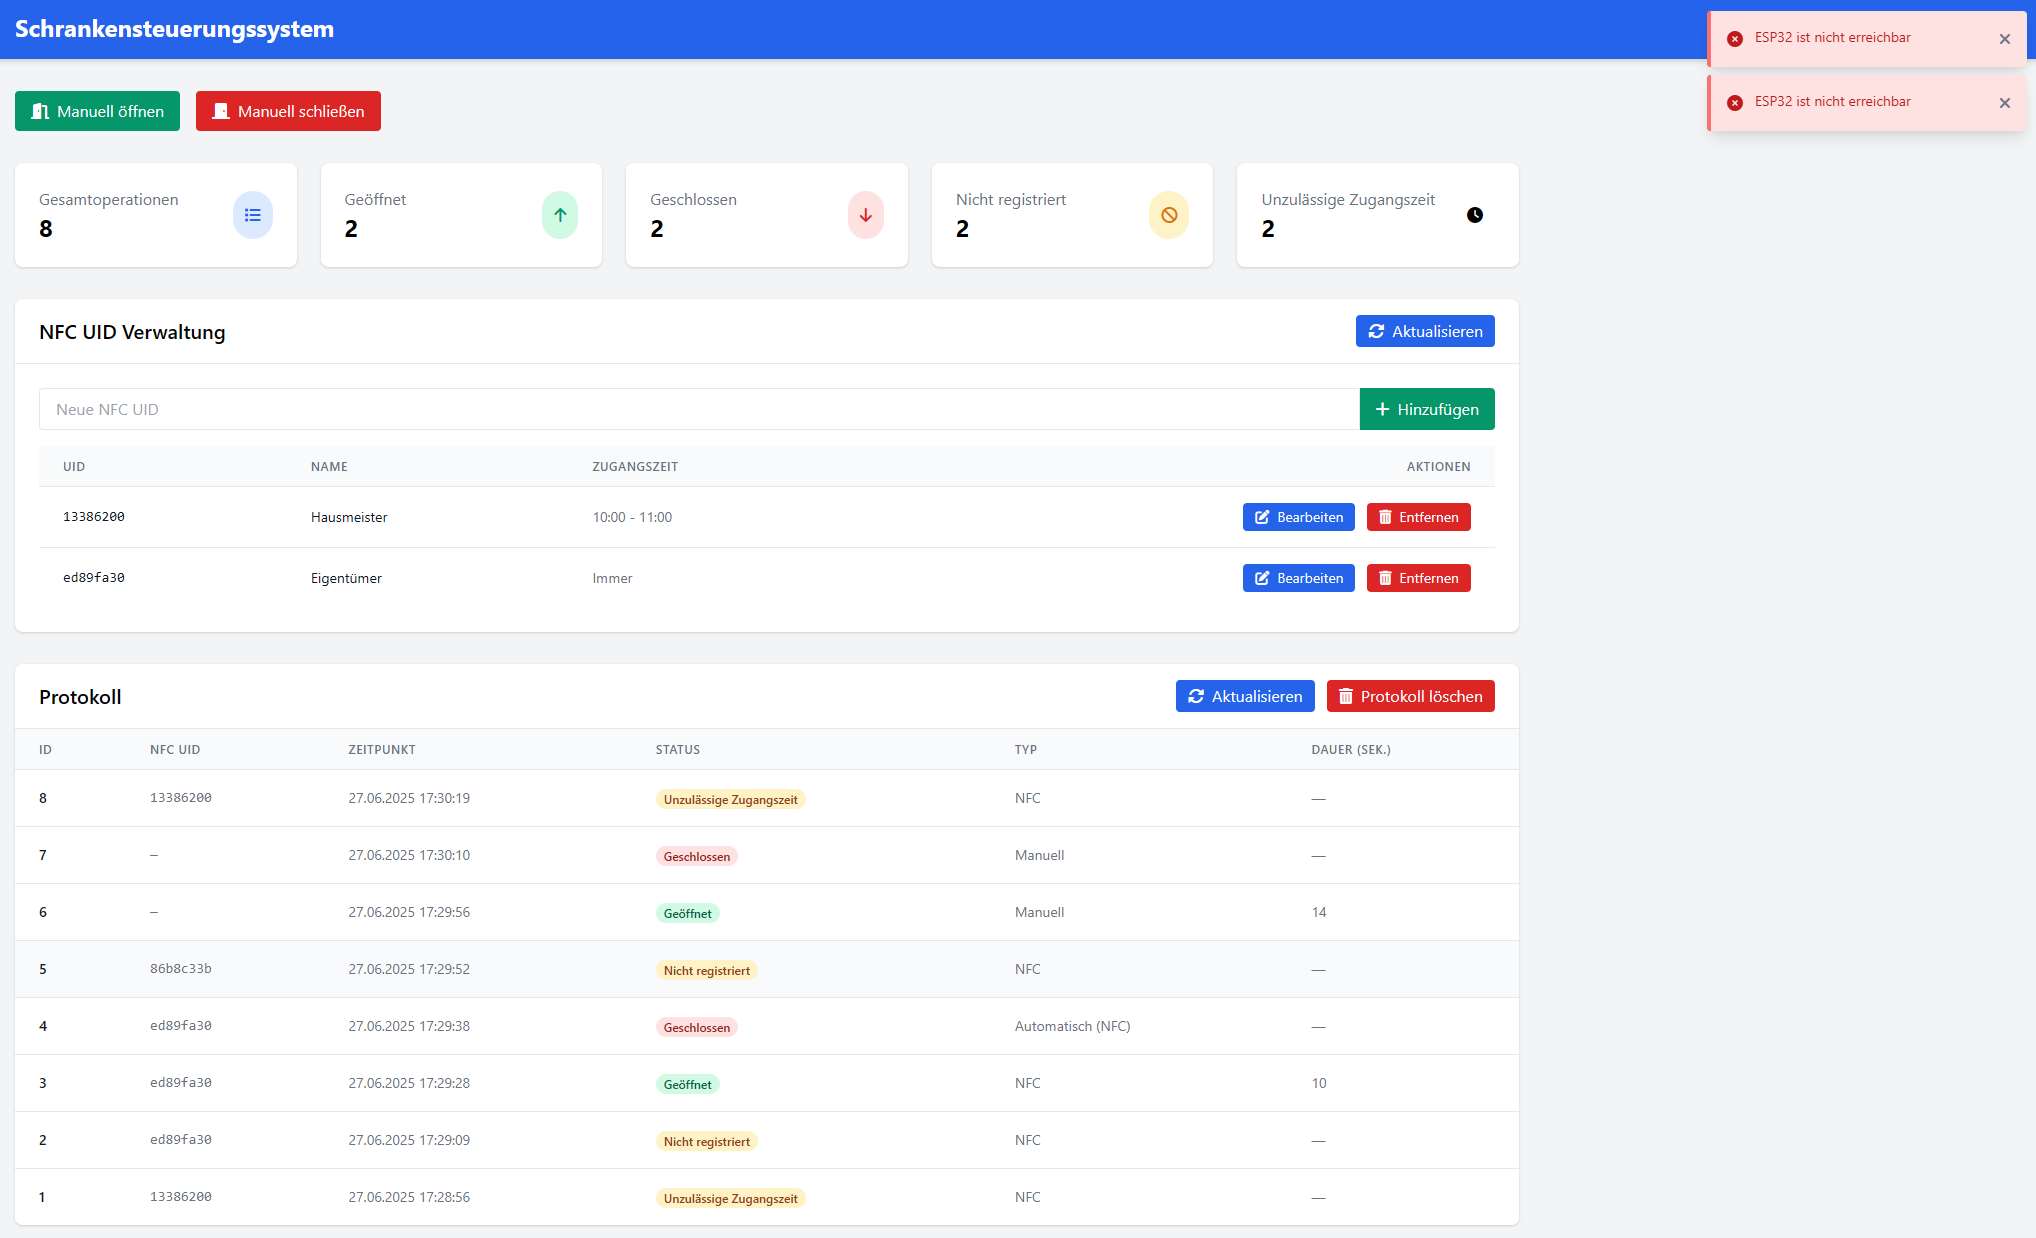 Schrankensteuerungssystem
ESP32 ist nicht erreichbar
ESP32 ist nicht erreichbar
Manuell öffnen
Manuell schließen
Gesamtoperationen
8
Geöffnet
2
Geschlossen
2
Nicht registriert
2
Unzulässige Zugangszeit
2
NFC UID Verwaltung
Aktualisieren
Neue NFC UID
Hinzufügen
UID NAME ZUGANGSZEIT AKTIONEN
13386200 Hausmeister 10:00 - 11:00 Bearbeiten Entfernen
ed89fa30 Eigentümer Immer Bearbeiten Entfernen
Protokoll
Aktualisieren
Protokoll löschen
ID NFC UID ZEITPUNKT STATUS TYP DAUER (SEK.)
8 13386200 27.06.2025 17:30:19 Unzulässige Zugangszeit NFC —
7 – 27.06.2025 17:30:10 Geschlossen Manuell —
6 – 27.06.2025 17:29:56 Geöffnet Manuell 14
5 86b8c33b 27.06.2025 17:29:52 Nicht registriert NFC —
4 ed89fa30 27.06.2025 17:29:38 Geschlossen Automatisch (NFC) —
3 ed89fa30 27.06.2025 17:29:28 Geöffnet NFC 10
2 ed89fa30 27.06.2025 17:29:09 Nicht registriert NFC —
1 13386200 27.06.2025 17:28:56 Unzulässige Zugangszeit NFC —